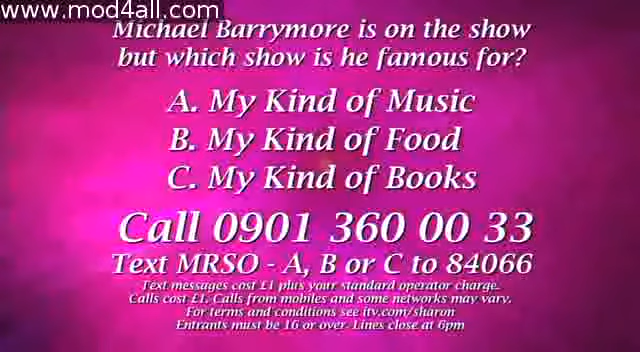 www.mod4all.com
Michael Barrymore is on the show
but which show is he famous for?
A. My Kind of Music
B. My Kind of Food
C. My Kind of Books
Call 0901 360 00 33
Text MRSO - A, B or C to 84066
Text messages cost £1 plus your standard operator charge.
Calls cost £1. Calls from mobiles and some networks may vary.
For terms and conditions see itv.com/sharon
Entrants must be 16 or over. Lines close at 6pm